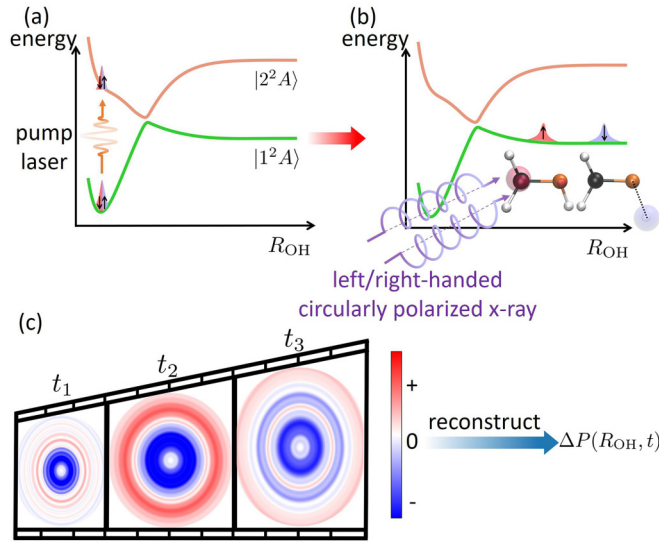 (a)
energy
|2²A⟩
pump
laser
|1²A⟩
R_OH
(b)
energy
R_OH
left/right-handed
circularly polarized x-ray
(c)
t₁
t₂
t₃
+
0
-
reconstruct
ΔP(R_OH, t)